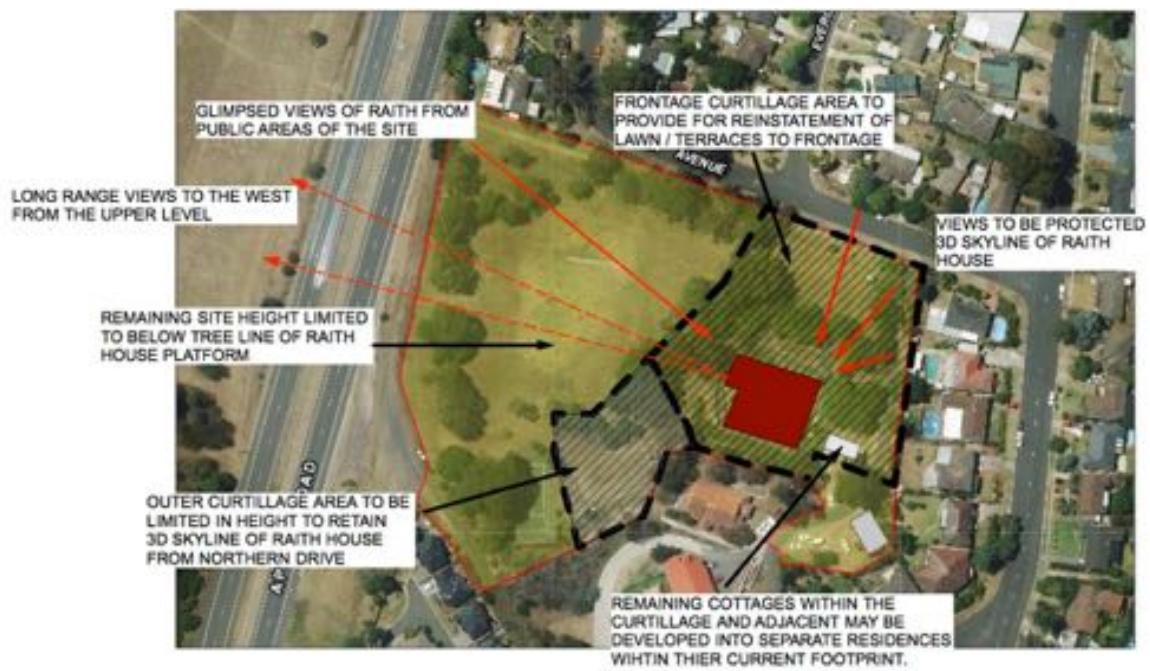 GLIMPSED VIEWS OF RAITH FROM
PUBLIC AREAS OF THE SITE
FRONTAGE CURTILLAGE AREA TO
PROVIDE FOR REINSTATEMENT OF
LAWN / TERRACES TO FRONTAGE
AVENUE
LONG RANGE VIEWS TO THE WEST
FROM THE UPPER LEVEL
VIEWS TO BE PROTECTED
3D SKYLINE OF RAITH
HOUSE
REMAINING SITE HEIGHT LIMITED
TO BELOW TREE LINE OF RAITH
HOUSE PLATFORM
OUTER CURTILLAGE AREA TO BE
LIMITED IN HEIGHT TO RETAIN
3D SKYLINE OF RAITH HOUSE
FROM NORTHERN DRIVE
REMAINING COTTAGES WITHIN THE
CURTILLAGE AND ADJACENT MAY BE
DEVELOPED INTO SEPARATE RESIDENCES
WIHTIN THIER CURRENT FOOTPRINT.